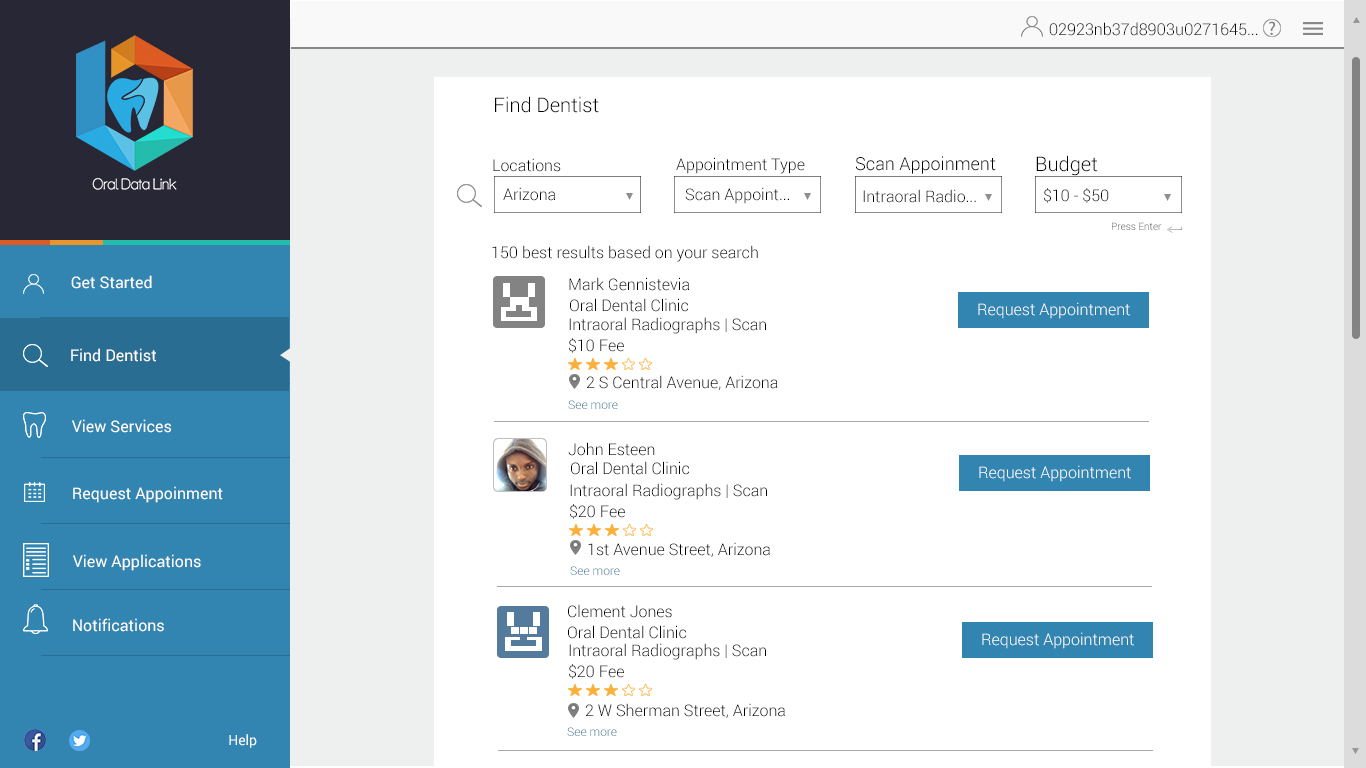 Oral Data Link
Get Started
Find Dentist
View Services
Request Appoinment
View Applications
Notifications
Help
02923nb37d8903u0271645...
Find Dentist
Locations
Arizona
Appointment Type
Scan Appoint...
Scan Appoinment
Intraoral Radio...
Budget
$10 - $50
Press Enter
150 best results based on your search
Mark Gennistevia
Oral Dental Clinic
Intraoral Radiographs | Scan
$10 Fee
2 S Central Avenue, Arizona
See more
Request Appointment
John Esteen
Oral Dental Clinic
Intraoral Radiographs | Scan
$20 Fee
1st Avenue Street, Arizona
See more
Request Appointment
Clement Jones
Oral Dental Clinic
Intraoral Radiographs | Scan
$20 Fee
2 W Sherman Street, Arizona
See more
Request Appointment